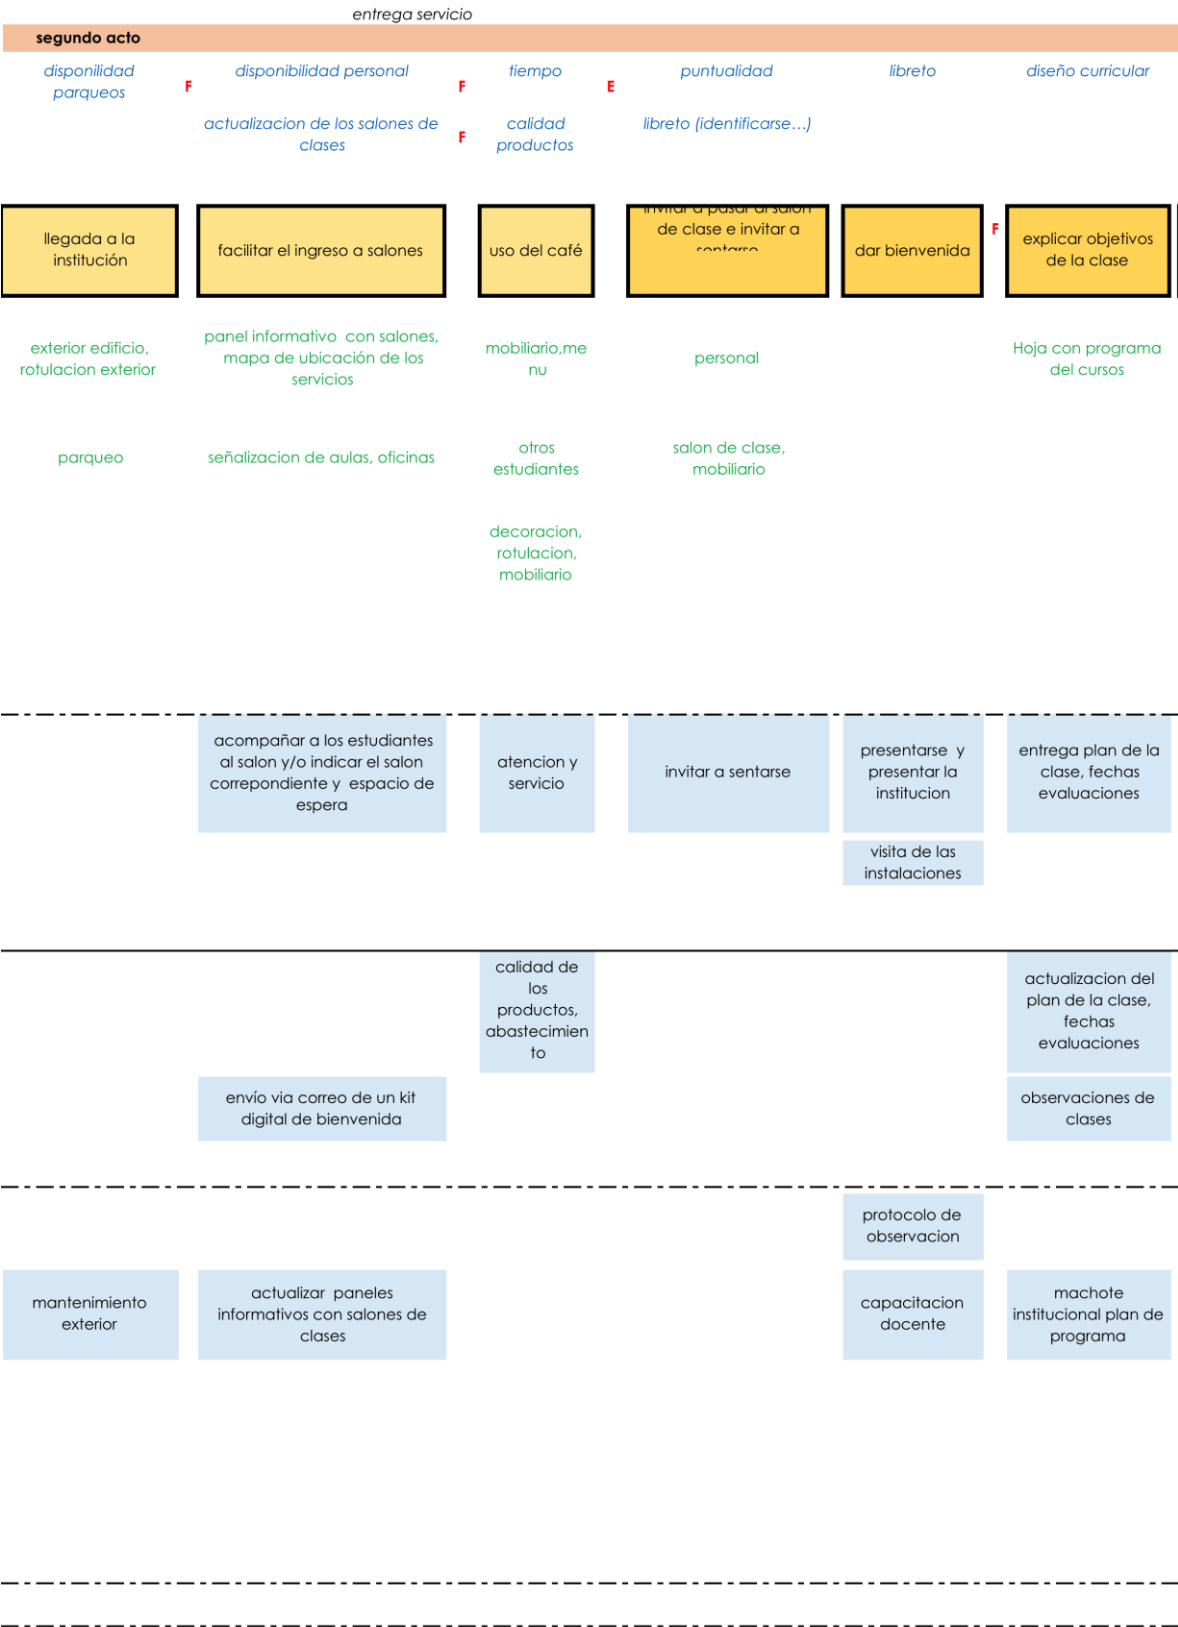 entrega servicio
segundo acto
disponilidad
parqueos
F
disponibilidad personal
F
tiempo
E
puntualidad
libreto
diseño curricular
actualizacion de los salones de
clases
F
calidad
productos
libreto (identificarse...)
llegada a la
institución
facilitar el ingreso a salones
uso del café
invitar a pasar al salon
de clase e invitar a
sentarse
dar bienvenida
F
explicar objetivos
de la clase
exterior edificio,
rotulacion exterior
panel informativo con salones,
mapa de ubicación de los
servicios
mobiliario,me
nu
personal
Hoja con programa
del cursos
parqueo
señalizacion de aulas, oficinas
otros
estudiantes
salon de clase,
mobiliario
decoracion,
rotulacion,
mobiliario
acompañar a los estudiantes
al salon y/o indicar el salon
correpondiente y espacio de
espera
atencion y
servicio
invitar a sentarse
presentarse y
presentar la
institucion
entrega plan de la
clase, fechas
evaluaciones
visita de las
instalaciones
calidad de
los
productos,
abastecimien
to
actualizacion del
plan de la clase,
fechas
evaluaciones
envío via correo de un kit
digital de bienvenida
observaciones de
clases
protocolo de
observacion
mantenimiento
exterior
actualizar paneles
informativos con salones de
clases
capacitacion
docente
machote
institucional plan de
programa